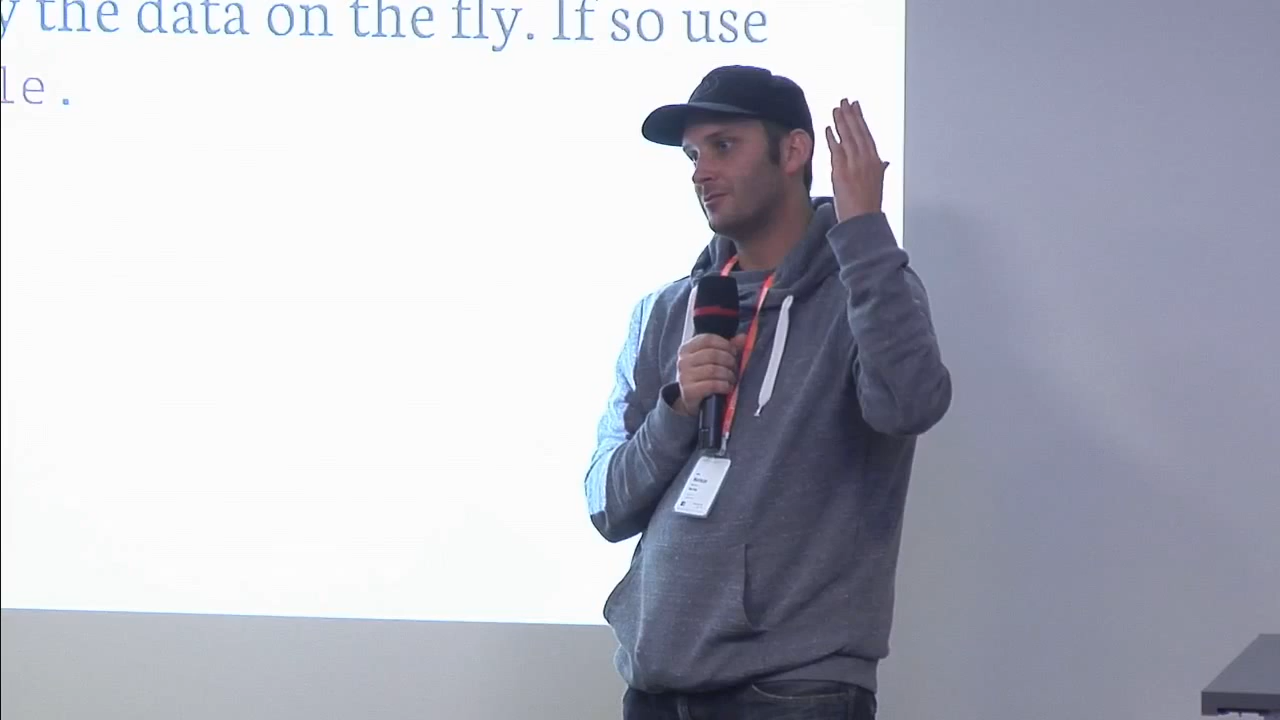 y the data on the fly. If so use
le.